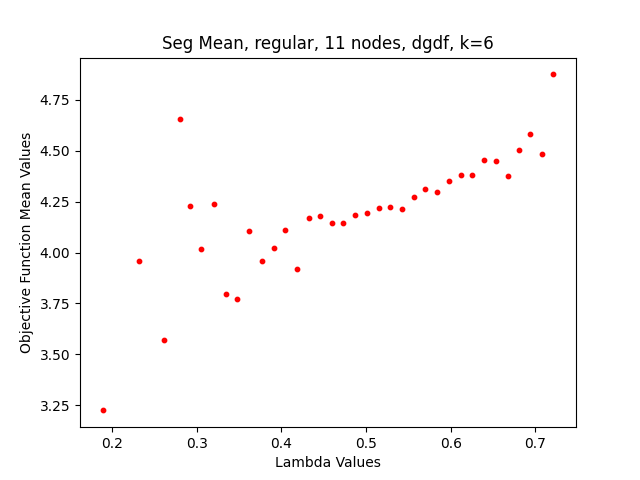 Seg Mean, regular, 11 nodes, dgdf, k=6
Objective Function Mean Values
4.75
4.50
4.25
4.00
3.75
3.50
3.25
0.2 0.3 0.4 0.5 0.6 0.7
Lambda Values